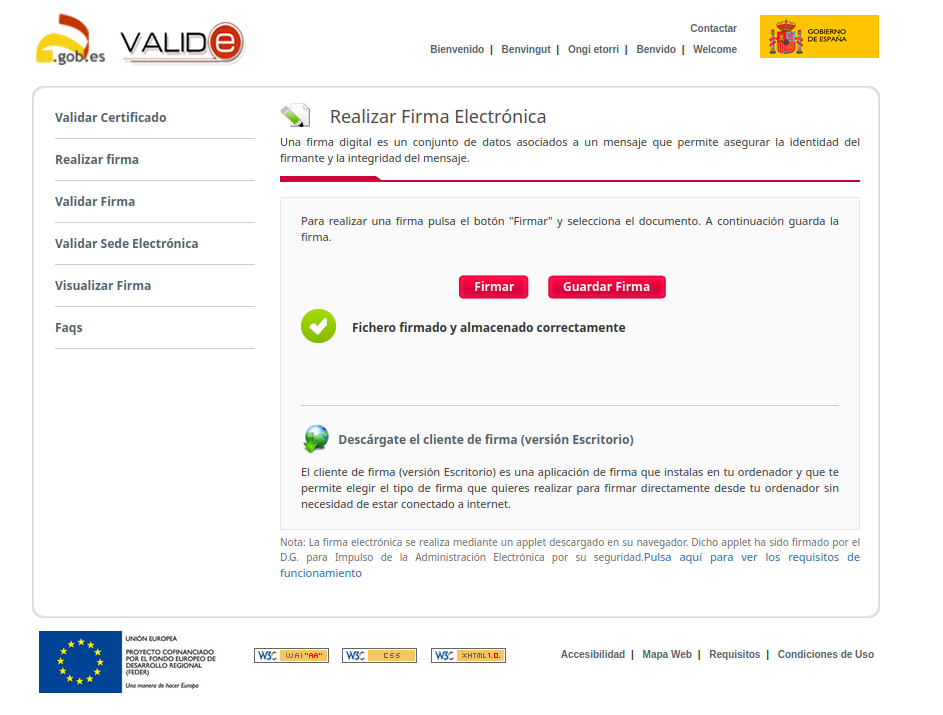 .gob.es
VALIDe
Contactar
Bienvenido | Benvingut | Ongi etorri | Benvido | Welcome
GOBIERNO
DE ESPAÑA
Validar Certificado
Realizar firma
Validar Firma
Validar Sede Electrónica
Visualizar Firma
Faqs
Realizar Firma Electrónica
Una firma digital es un conjunto de datos asociados a un mensaje que permite asegurar la identidad del
firmante y la integridad del mensaje.
Para realizar una firma pulsa el botón "Firmar" y selecciona el documento. A continuación guarda la
firma.
Firmar Guardar Firma
Fichero firmado y almacenado correctamente
Descárgate el cliente de firma (versión Escritorio)
El cliente de firma (versión Escritorio) es una aplicación de firma que instalas en tu ordenador y que te
permite elegir el tipo de firma que quieres realizar para firmar directamente desde tu ordenador sin
necesidad de estar conectado a internet.
Nota: La firma electrónica se realiza mediante un applet descargado en su navegador. Dicho applet ha sido firmado por el
D.G. para Impulso de la Administración Electrónica por su seguridad.Pulsa aquí para ver los requisitos de
funcionamiento
UNIÓN EUROPEA
PROYECTO COFINANCIADO
POR EL FONDO EUROPEO DE
DESARROLLO REGIONAL
(FEDER)
Una manera de hacer Europa
W3C WAI "AA"
W3C CSS
W3C XHTML 1.0.
Accesibilidad | Mapa Web | Requisitos | Condiciones de Uso